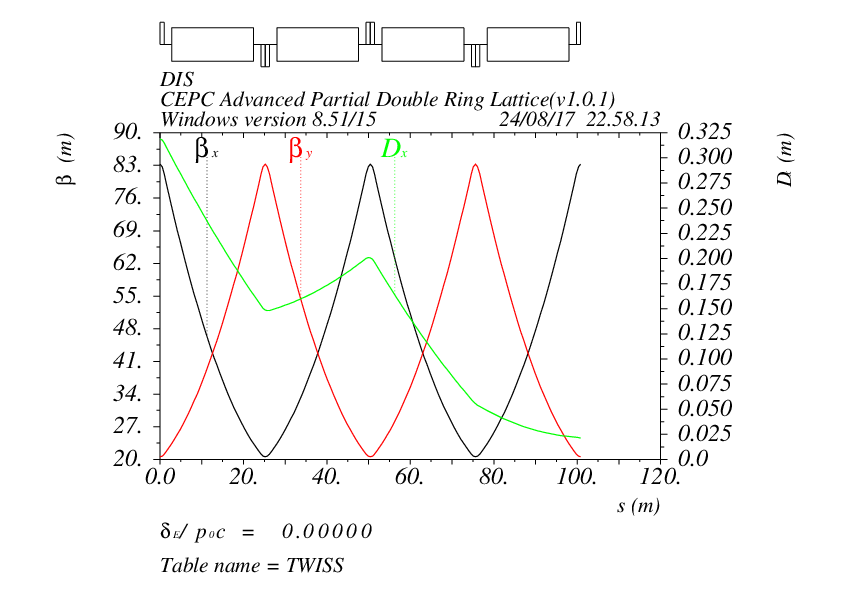 DIS
CEPC Advanced Partial Double Ring Lattice(v1.0.1)
Windows version 8.51/15 24/08/17 22.58.13
90. 0.325
βx βy Dx
β (m) Dx (m)
83. 0.300
0.275
76. 0.250
69. 0.225
62. 0.200
0.175
55. 0.150
48. 0.125
41. 0.100
34. 0.075
0.050
27. 0.025
20. 0.0
0.0 20. 40. 60. 80. 100. 120.
s (m)
δE/ p0c = 0.00000
Table name = TWISS